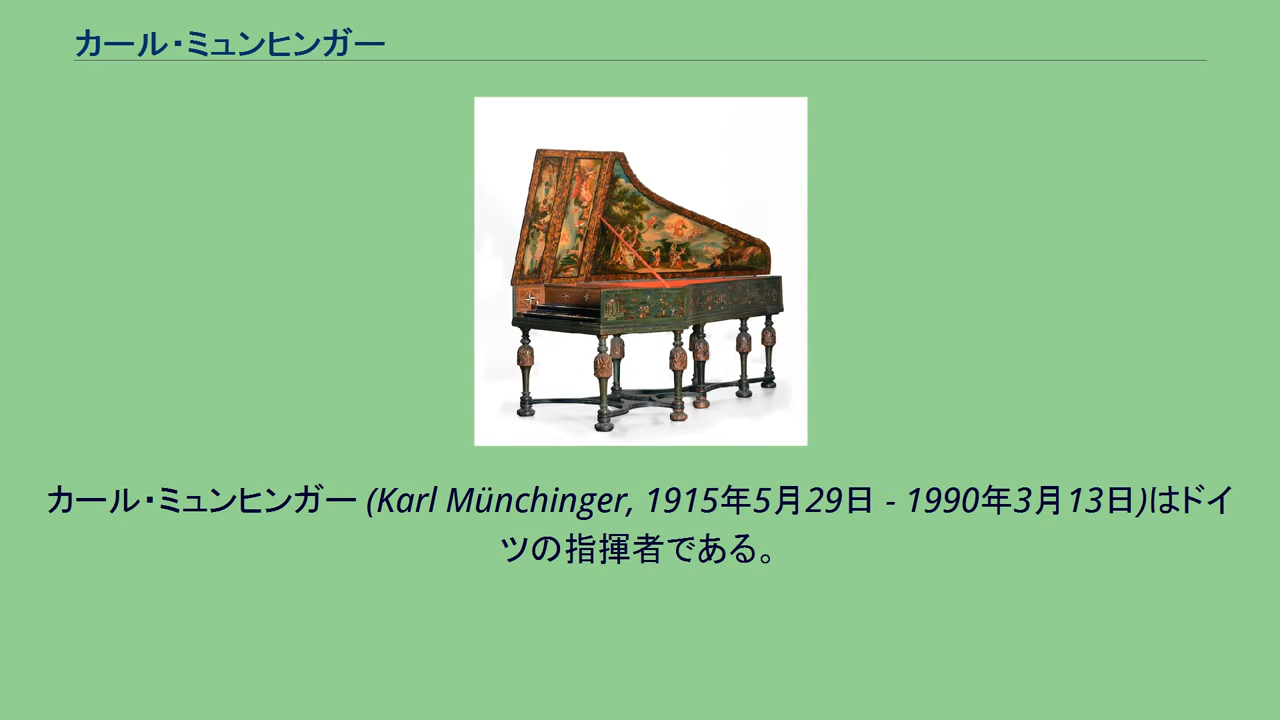 カール・ミュンヒンガー
カール・ミュンヒンガー (Karl Münchinger, 1915年5月29日 - 1990年3月13日)はドイ
ツの指揮者である。